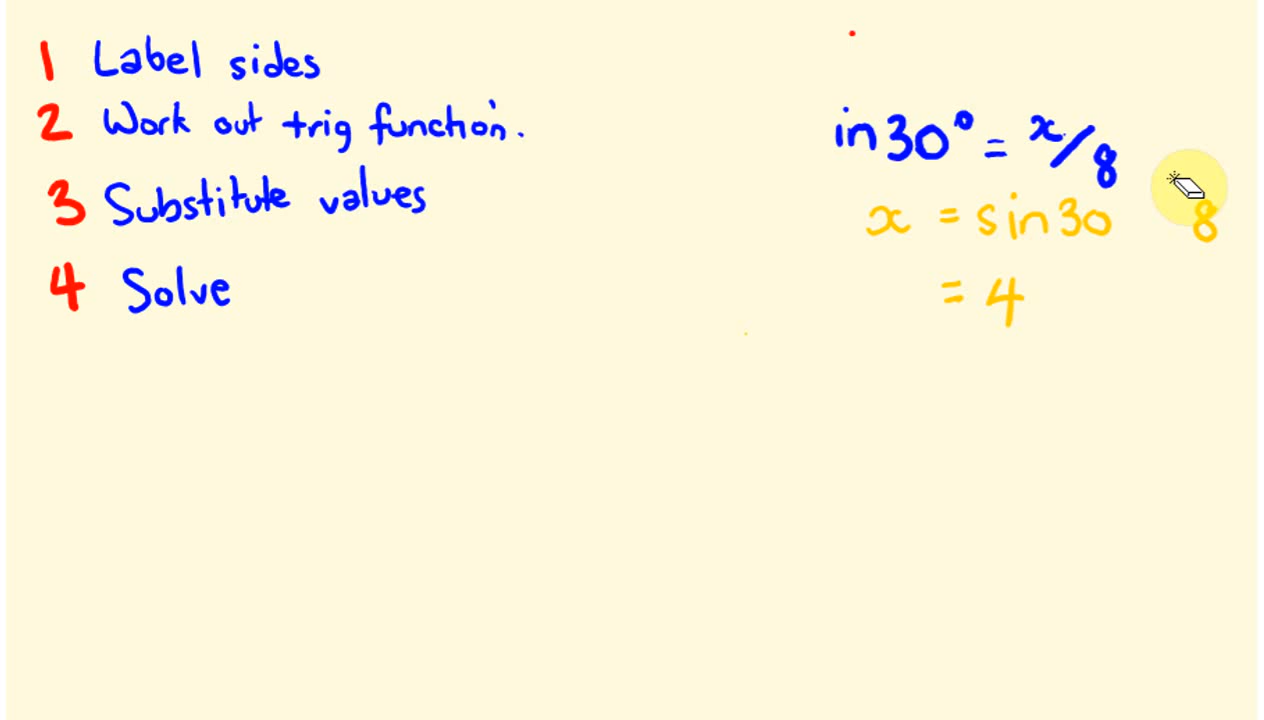 1 Label sides
2 Work out trig function.
3 Substitute values
4 Solve
in30° = x/8
x = sin30 8
= 4